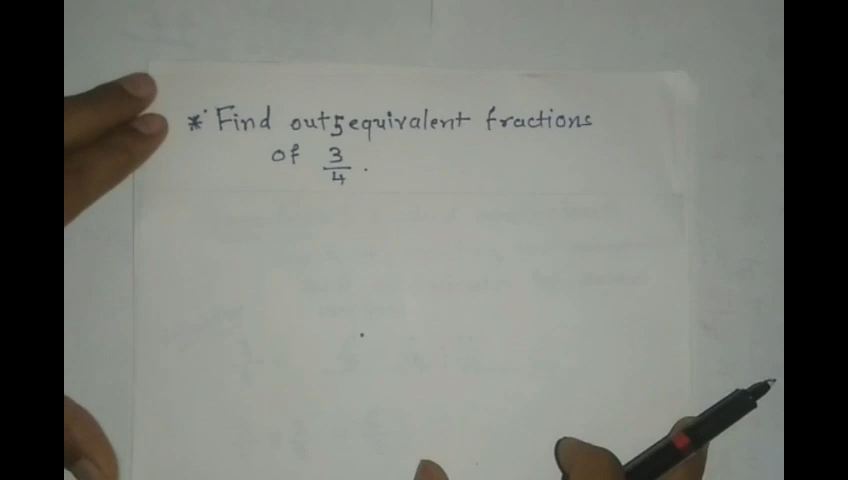 * Find out 5 equivalent fractions
of 3/4.